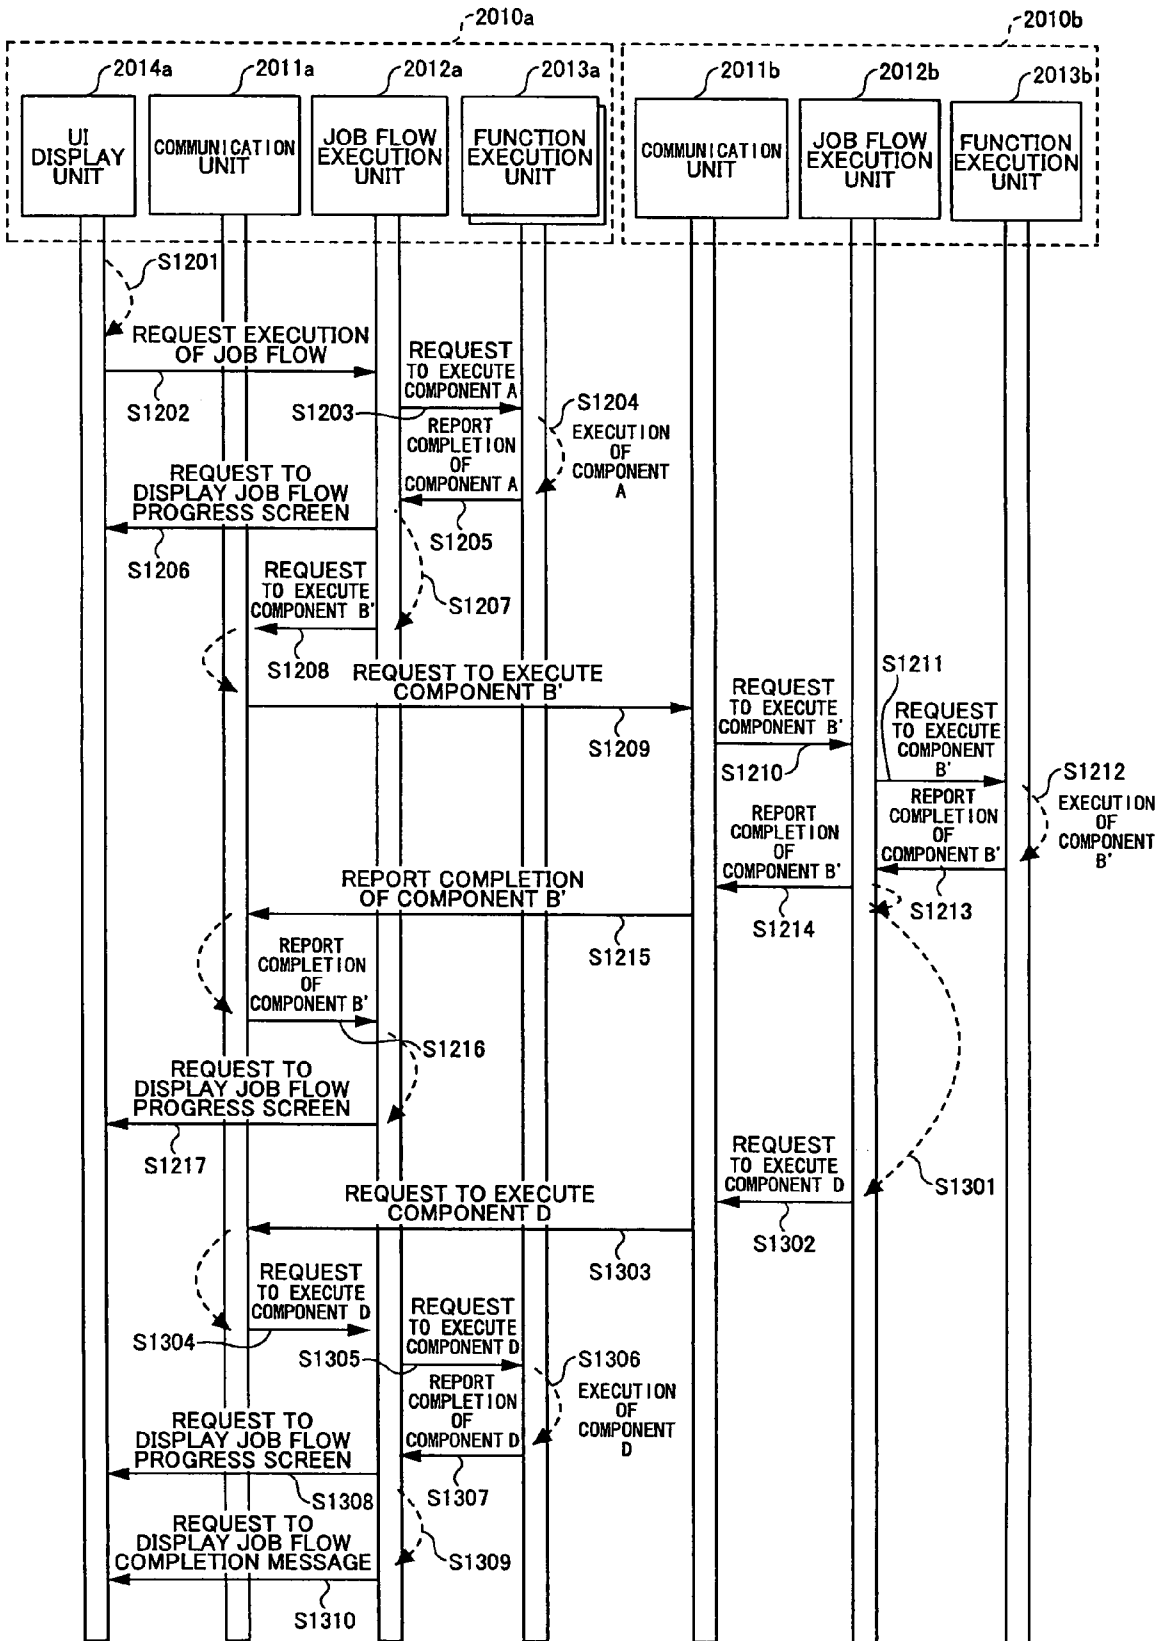 2010a
2010b
2014a
2011a
2012a
2013a
2011b
2012b
2013b
UI
DISPLAY
UNIT
COMMUNICATION
UNIT
JOB FLOW
EXECUTION
UNIT
FUNCTION
EXECUTION
UNIT
COMMUNICATION
UNIT
JOB FLOW
EXECUTION
UNIT
FUNCTION
EXECUTION
UNIT
S1201
REQUEST EXECUTION
OF JOB FLOW
S1202
REQUEST
TO EXECUTE
COMPONENT A
S1203
S1204
EXECUTION
OF
COMPONENT
A
REPORT
COMPLETION
OF
COMPONENT A
S1205
REQUEST TO
DISPLAY JOB FLOW
PROGRESS SCREEN
S1206
S1207
REQUEST
TO EXECUTE
COMPONENT B'
S1208
REQUEST TO EXECUTE
COMPONENT B'
S1209
REQUEST
TO EXECUTE
COMPONENT B'
S1210
S1211
REQUEST
TO EXECUTE
COMPONENT
B'
S1212
EXECUTION
OF
COMPONENT
B'
REPORT
COMPLETION
OF
COMPONENT B'
S1213
REPORT
COMPLETION
OF
COMPONENT B'
S1214
REPORT COMPLETION
OF COMPONENT B'
S1215
REPORT
COMPLETION
OF
COMPONENT B'
S1216
REQUEST TO
DISPLAY JOB FLOW
PROGRESS SCREEN
S1217
S1301
REQUEST
TO EXECUTE
COMPONENT D
S1302
REQUEST TO EXECUTE
COMPONENT D
S1303
REQUEST
TO EXECUTE
COMPONENT D
S1304
REQUEST
TO EXECUTE
COMPONENT D
S1305
S1306
EXECUTION
OF
COMPONENT
D
REPORT
COMPLETION
OF
COMPONENT D
S1307
REQUEST TO
DISPLAY JOB FLOW
PROGRESS SCREEN
S1308
S1309
REQUEST TO
DISPLAY JOB FLOW
COMPLETION MESSAGE
S1310